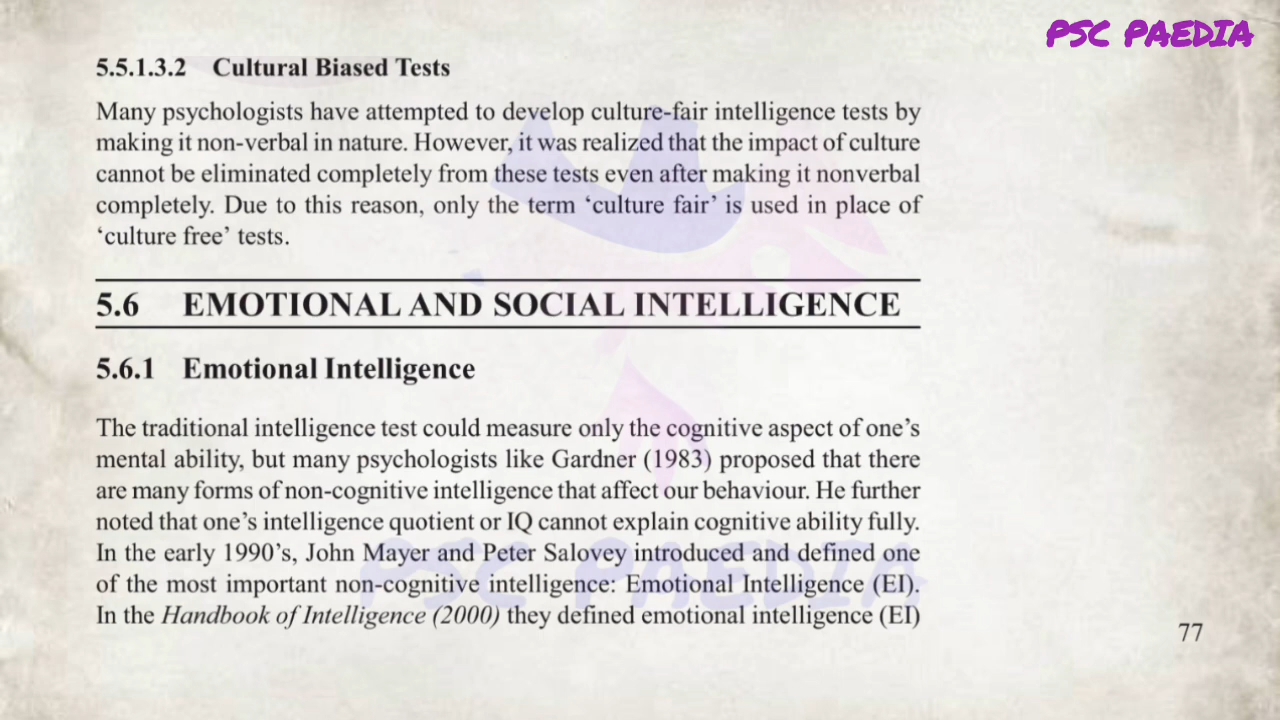 PSC PAEDIA
5.5.1.3.2 Cultural Biased Tests
Many psychologists have attempted to develop culture-fair intelligence tests by
making it non-verbal in nature. However, it was realized that the impact of culture
cannot be eliminated completely from these tests even after making it nonverbal
completely. Due to this reason, only the term ‘culture fair’ is used in place of
‘culture free’ tests.
5.6 EMOTIONAL AND SOCIAL INTELLIGENCE
5.6.1 Emotional Intelligence
The traditional intelligence test could measure only the cognitive aspect of one’s
mental ability, but many psychologists like Gardner (1983) proposed that there
are many forms of non-cognitive intelligence that affect our behaviour. He further
noted that one’s intelligence quotient or IQ cannot explain cognitive ability fully.
In the early 1990’s, John Mayer and Peter Salovey introduced and defined one
of the most important non-cognitive intelligence: Emotional Intelligence (EI).
In the Handbook of Intelligence (2000) they defined emotional intelligence (EI)
PSC PAEDIA
77